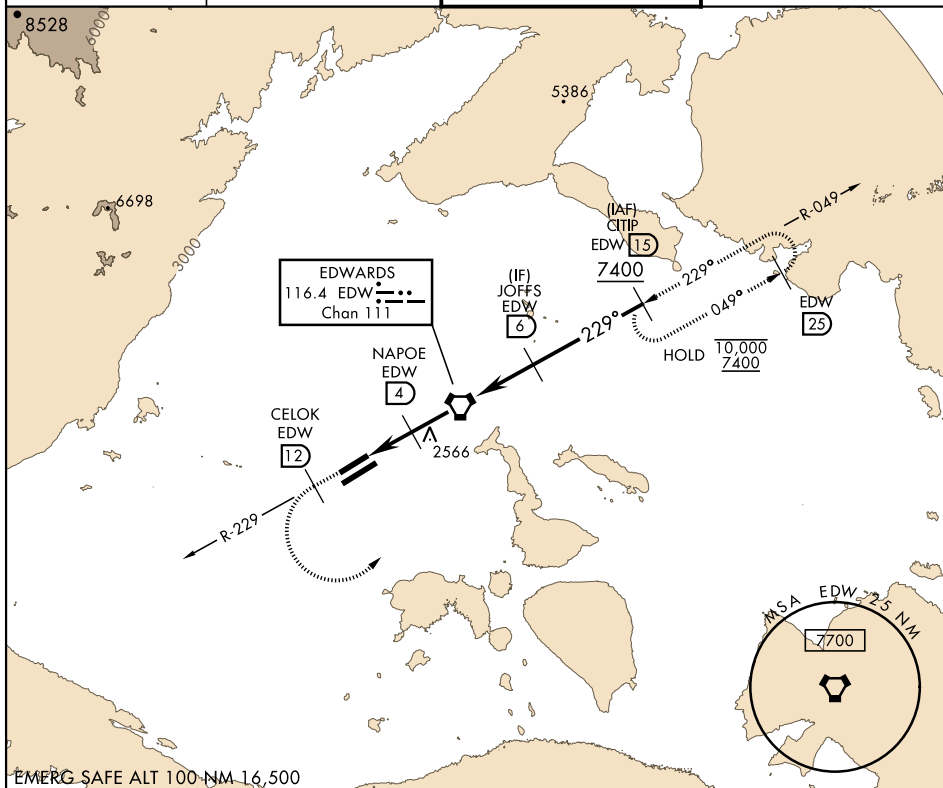 8528
6000
5386
6698
3000
R-049
(IAF)
CITIP
EDW 15
7400
229°
049°
EDW
25
HOLD 10,000
7400
(IF)
JOFFS
EDW
6
229°
EDWARDS
116.4 EDW
Chan 111
NAPOE
EDW
4
2566
CELOK
EDW
12
R-229
MSA EDW 25 NM
7700
EMERG SAFE ALT 100 NM 16,500